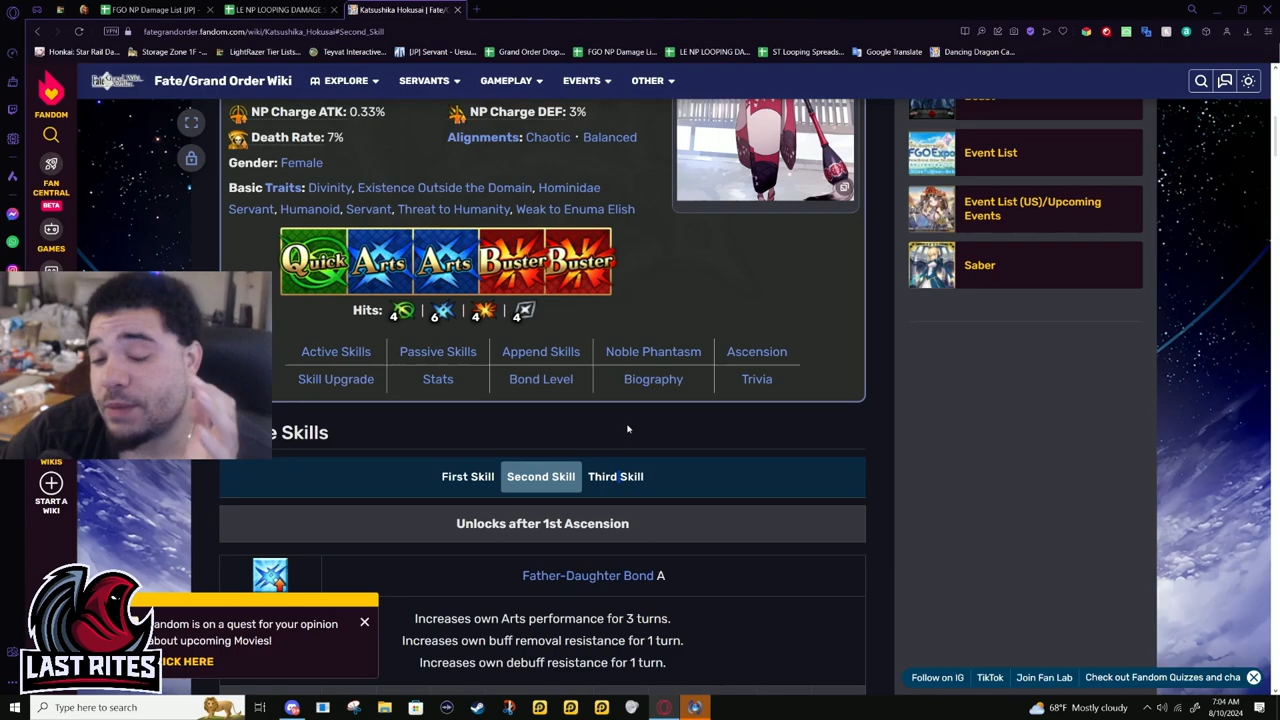 FGO NP Damage List [JP] -
LE NP LOOPING DAMAGE
Katsushika Hokusai | Fate/
VPN
fategrandorder.fandom.com/wiki/Katsushika_Hokusai#Second_Skill
Honkai: Star Rail Da...
Storage Zone 1F -...
LightRazer Tier Lists...
Teyvat Interactive...
[JP] Servant - Uesu...
Grand Order Drop...
FGO NP Damage Li...
LE NP LOOPING DA...
ST Looping Spreads...
Google Translate
Dancing Dragon Ca...
FANDOM
FAN CENTRAL
BETA
GAMES
WIKIS
START A WIKI
Fate/Grand Order Wiki
EXPLORE
SERVANTS
GAMEPLAY
EVENTS
OTHER
NP Charge ATK: 0.33%
NP Charge DEF: 3%
Death Rate: 7%
Alignments: Chaotic · Balanced
Gender: Female
Basic Traits: Divinity, Existence Outside the Domain, Hominidae
Servant, Humanoid, Servant, Threat to Humanity, Weak to Enuma Elish
Quick Arts Arts Buster Buster
Hits: 4 | 6 | 4 | 4
Active Skills
Passive Skills
Append Skills
Noble Phantasm
Ascension
Skill Upgrade
Stats
Bond Level
Biography
Trivia
Skills
First Skill
Second Skill
Third Skill
Unlocks after 1st Ascension
Father-Daughter Bond A
Increases own Arts performance for 3 turns.
Increases own buff removal resistance for 1 turn.
Increases own debuff resistance for 1 turn.
Event List
Event List (US)/Upcoming
Events
Saber
andom is on a quest for your opinion
about upcoming Movies!
ICK HERE
LAST RITES
Follow on IG
TikTok
Join Fan Lab
Check out Fandom Quizzes and cha
Type here to search
68°F Mostly cloudy
7:04 AM
8/10/2024